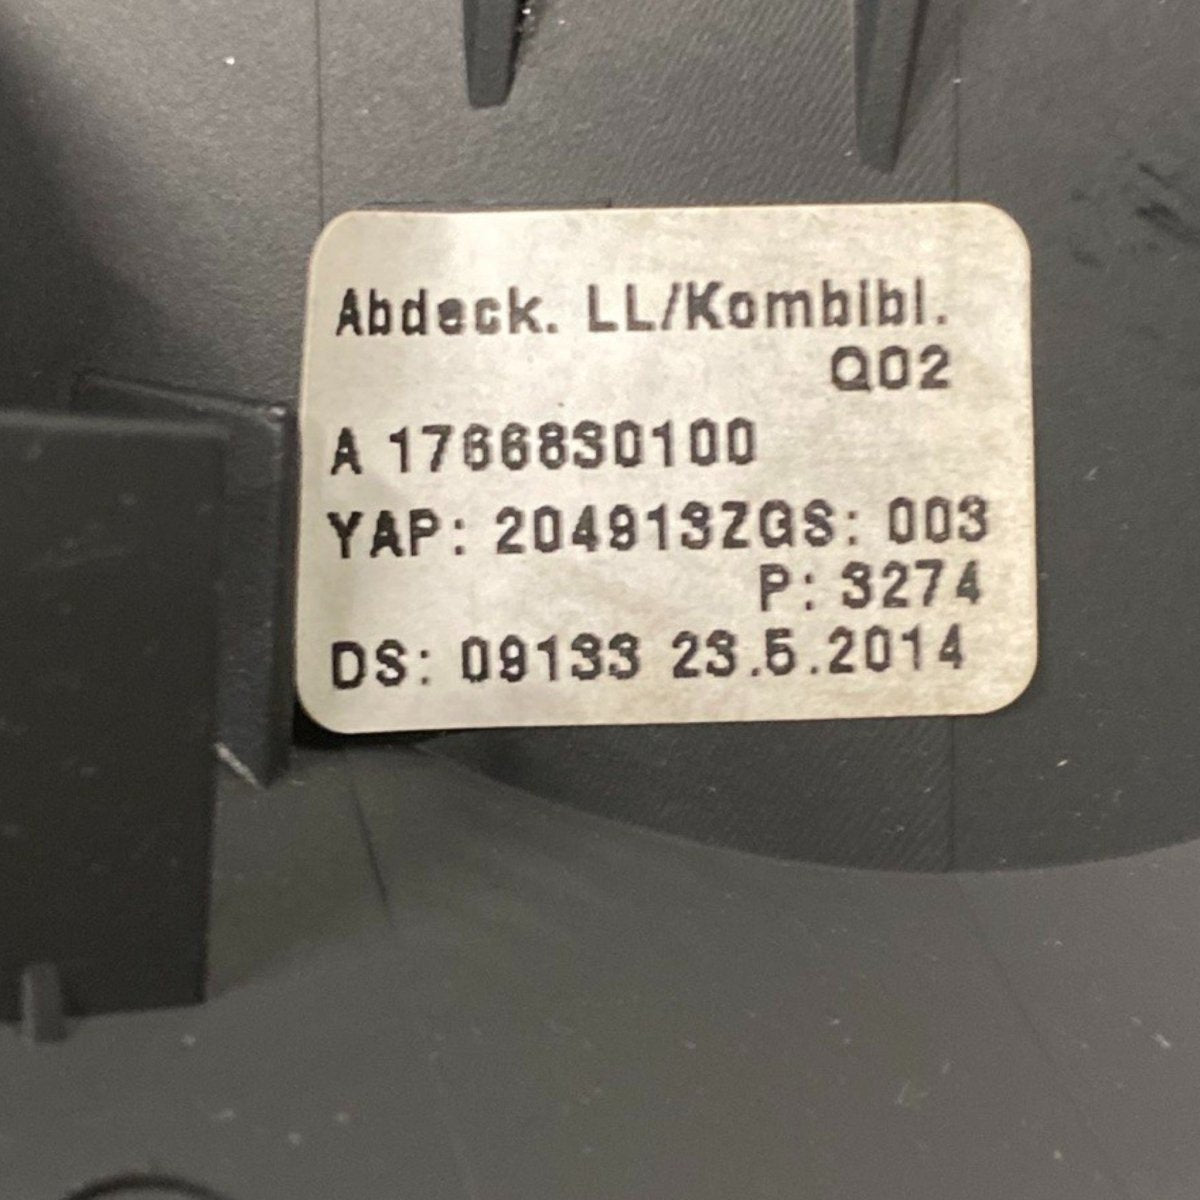 Abdeck. LL/Kombibl.
Q02
A 1766830100
YAP: 204913ZGS: 003
P: 3274
DS: 09133 23.5.2014